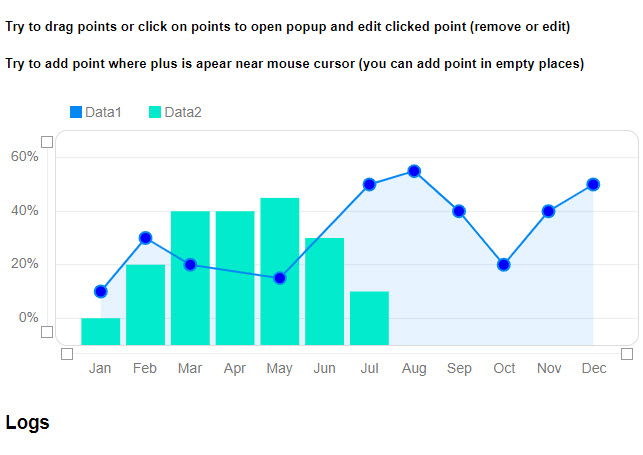 Try to drag points or click on points to open popup and edit clicked point (remove or edit)
Try to add point where plus is apear near mouse cursor (you can add point in empty places)
Data1 Data2
60%
40%
20%
0%
Jan Feb Mar Apr May Jun Jul Aug Sep Oct Nov Dec
Logs